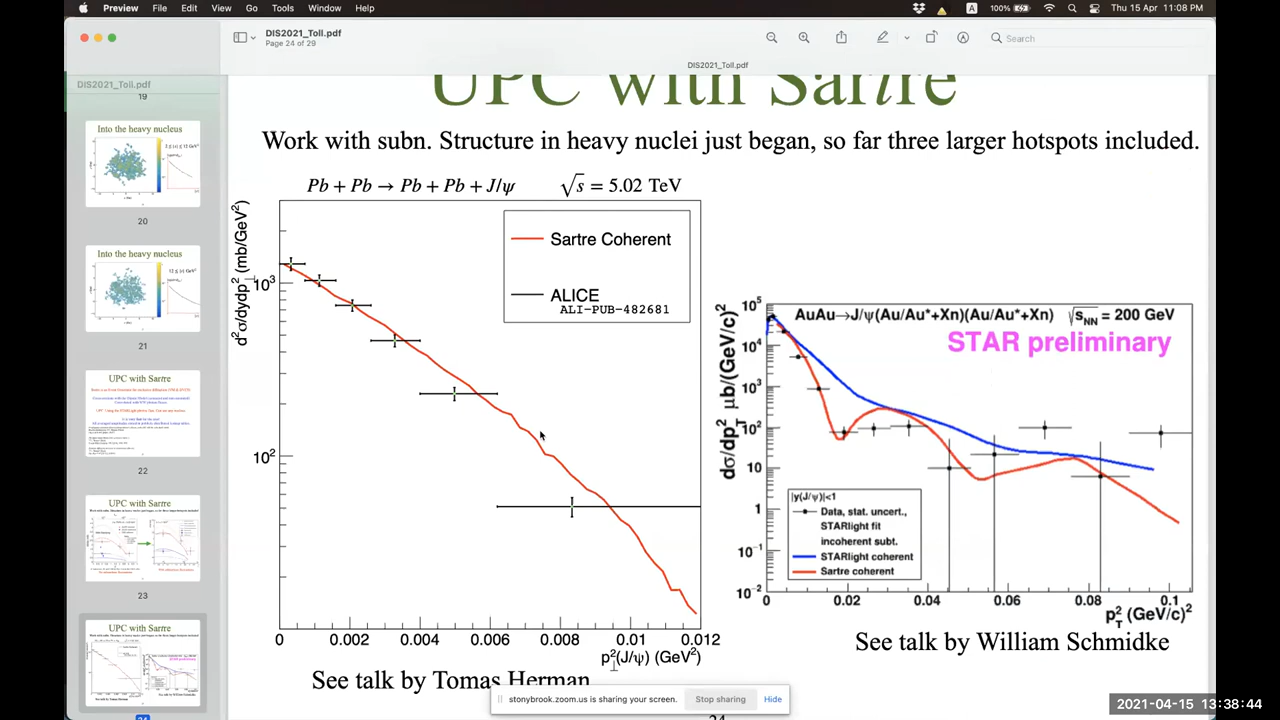 Preview File Edit View Go Tools Window Help 100% Thu 15 Apr 11:08 PM
DIS2021_Toll.pdf
Page 24 of 29
Search
DIS2021_Toll.pdf
DIS2021_Toll.pdf
19
Into the heavy nucleus
20
Into the heavy nucleus
21
UPC with Sartre
22
UPC with Sartre
23
UPC with Sartre
24
UPC with Sartre
Work with subn. Structure in heavy nuclei just began, so far three larger hotspots included.
Pb + Pb → Pb + Pb + J/ψ √s = 5.02 TeV
d²σ/dydp²⊥ (mb/GeV²)
Sartre Coherent
ALICE
ALI-PUB-482681
10³
10²
0 0.002 0.004 0.006 0.008 0.01 0.012
p²⊥(J/ψ) (GeV²)
See talk by Tomas Herman
AuAu→J/ψ(Au/Au*+Xn)(Au/Au*+Xn) √sNN = 200 GeV
STAR preliminary
dσ/dp²T μb/(GeV/c)²
10⁵
10⁴
10³
10²
10
1
10⁻¹
10⁻²
|y(J/ψ)|<1
Data, stat. uncert.,
STARlight fit
incoherent subt.
STARlight coherent
Sartre coherent
0 0.02 0.04 0.06 0.08 0.1
p²T (GeV/c)²
See talk by William Schmidke
stonybrook.zoom.us is sharing your screen. Stop sharing Hide
24
2021-04-15 13:38:44